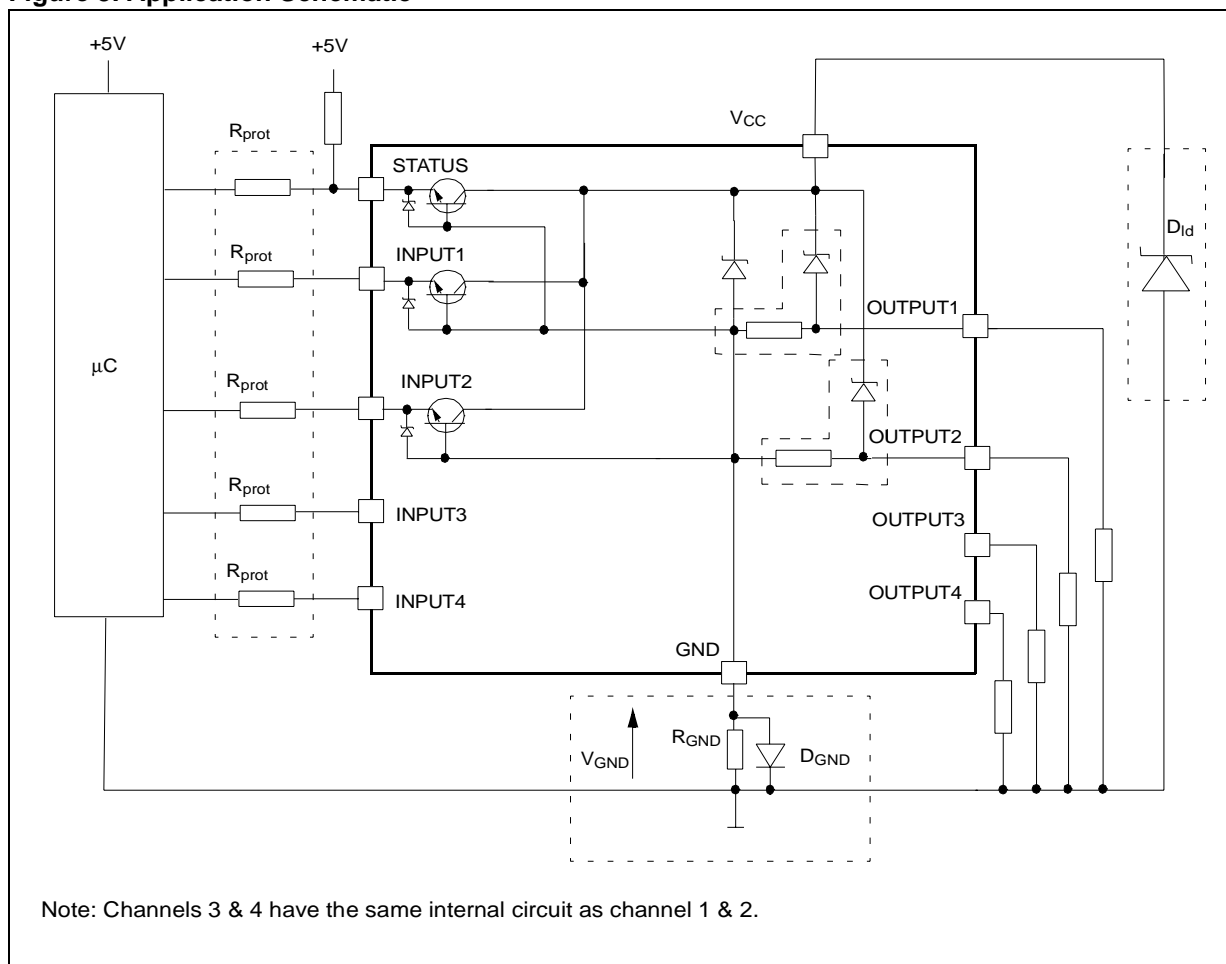 Figure 8: Application Schematic
+5V
+5V
Rprot
VCC
STATUS
Dld
Rprot
INPUT1
OUTPUT1
μC
Rprot
INPUT2
OUTPUT2
Rprot
INPUT3
OUTPUT3
Rprot
INPUT4
OUTPUT4
GND
RGND
VGND
DGND
Note: Channels 3 & 4 have the same internal circuit as channel 1 & 2.